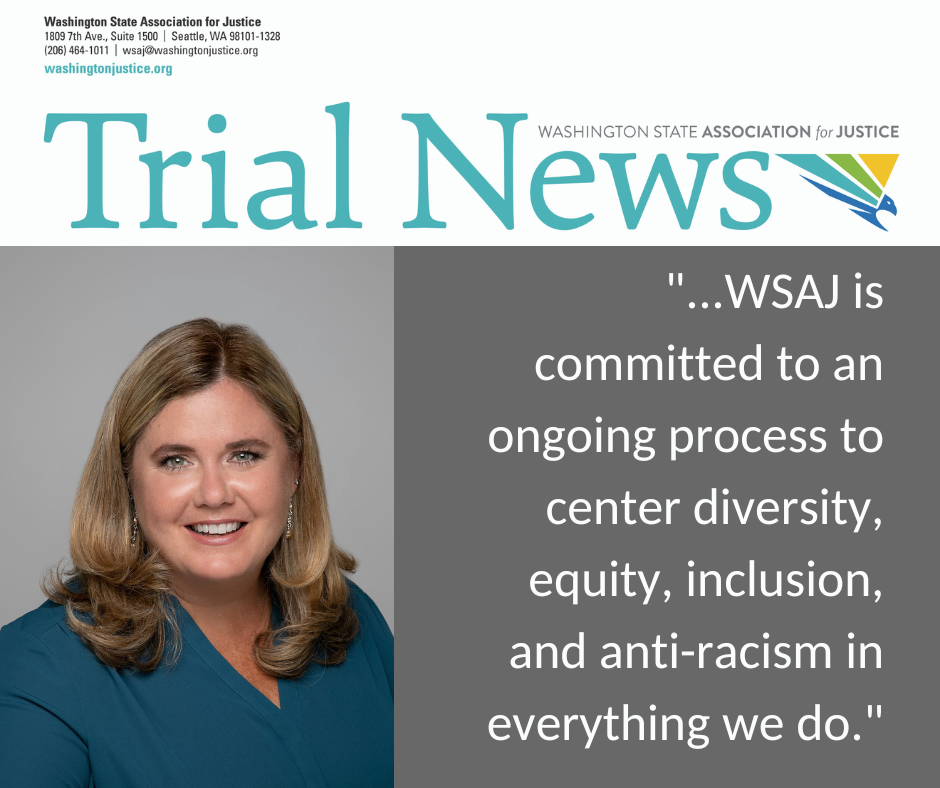 Washington State Association for Justice
1809 7th Ave., Suite 1500 | Seattle, WA 98101-1328
(206) 464-1011 | wsaj@washingtonjustice.org
washingtonjustice.org
Trial News
WASHINGTON STATE ASSOCIATION for JUSTICE
"...WSAJ is
committed to an
ongoing process to
center diversity,
equity, inclusion,
and anti-racism in
everything we do."